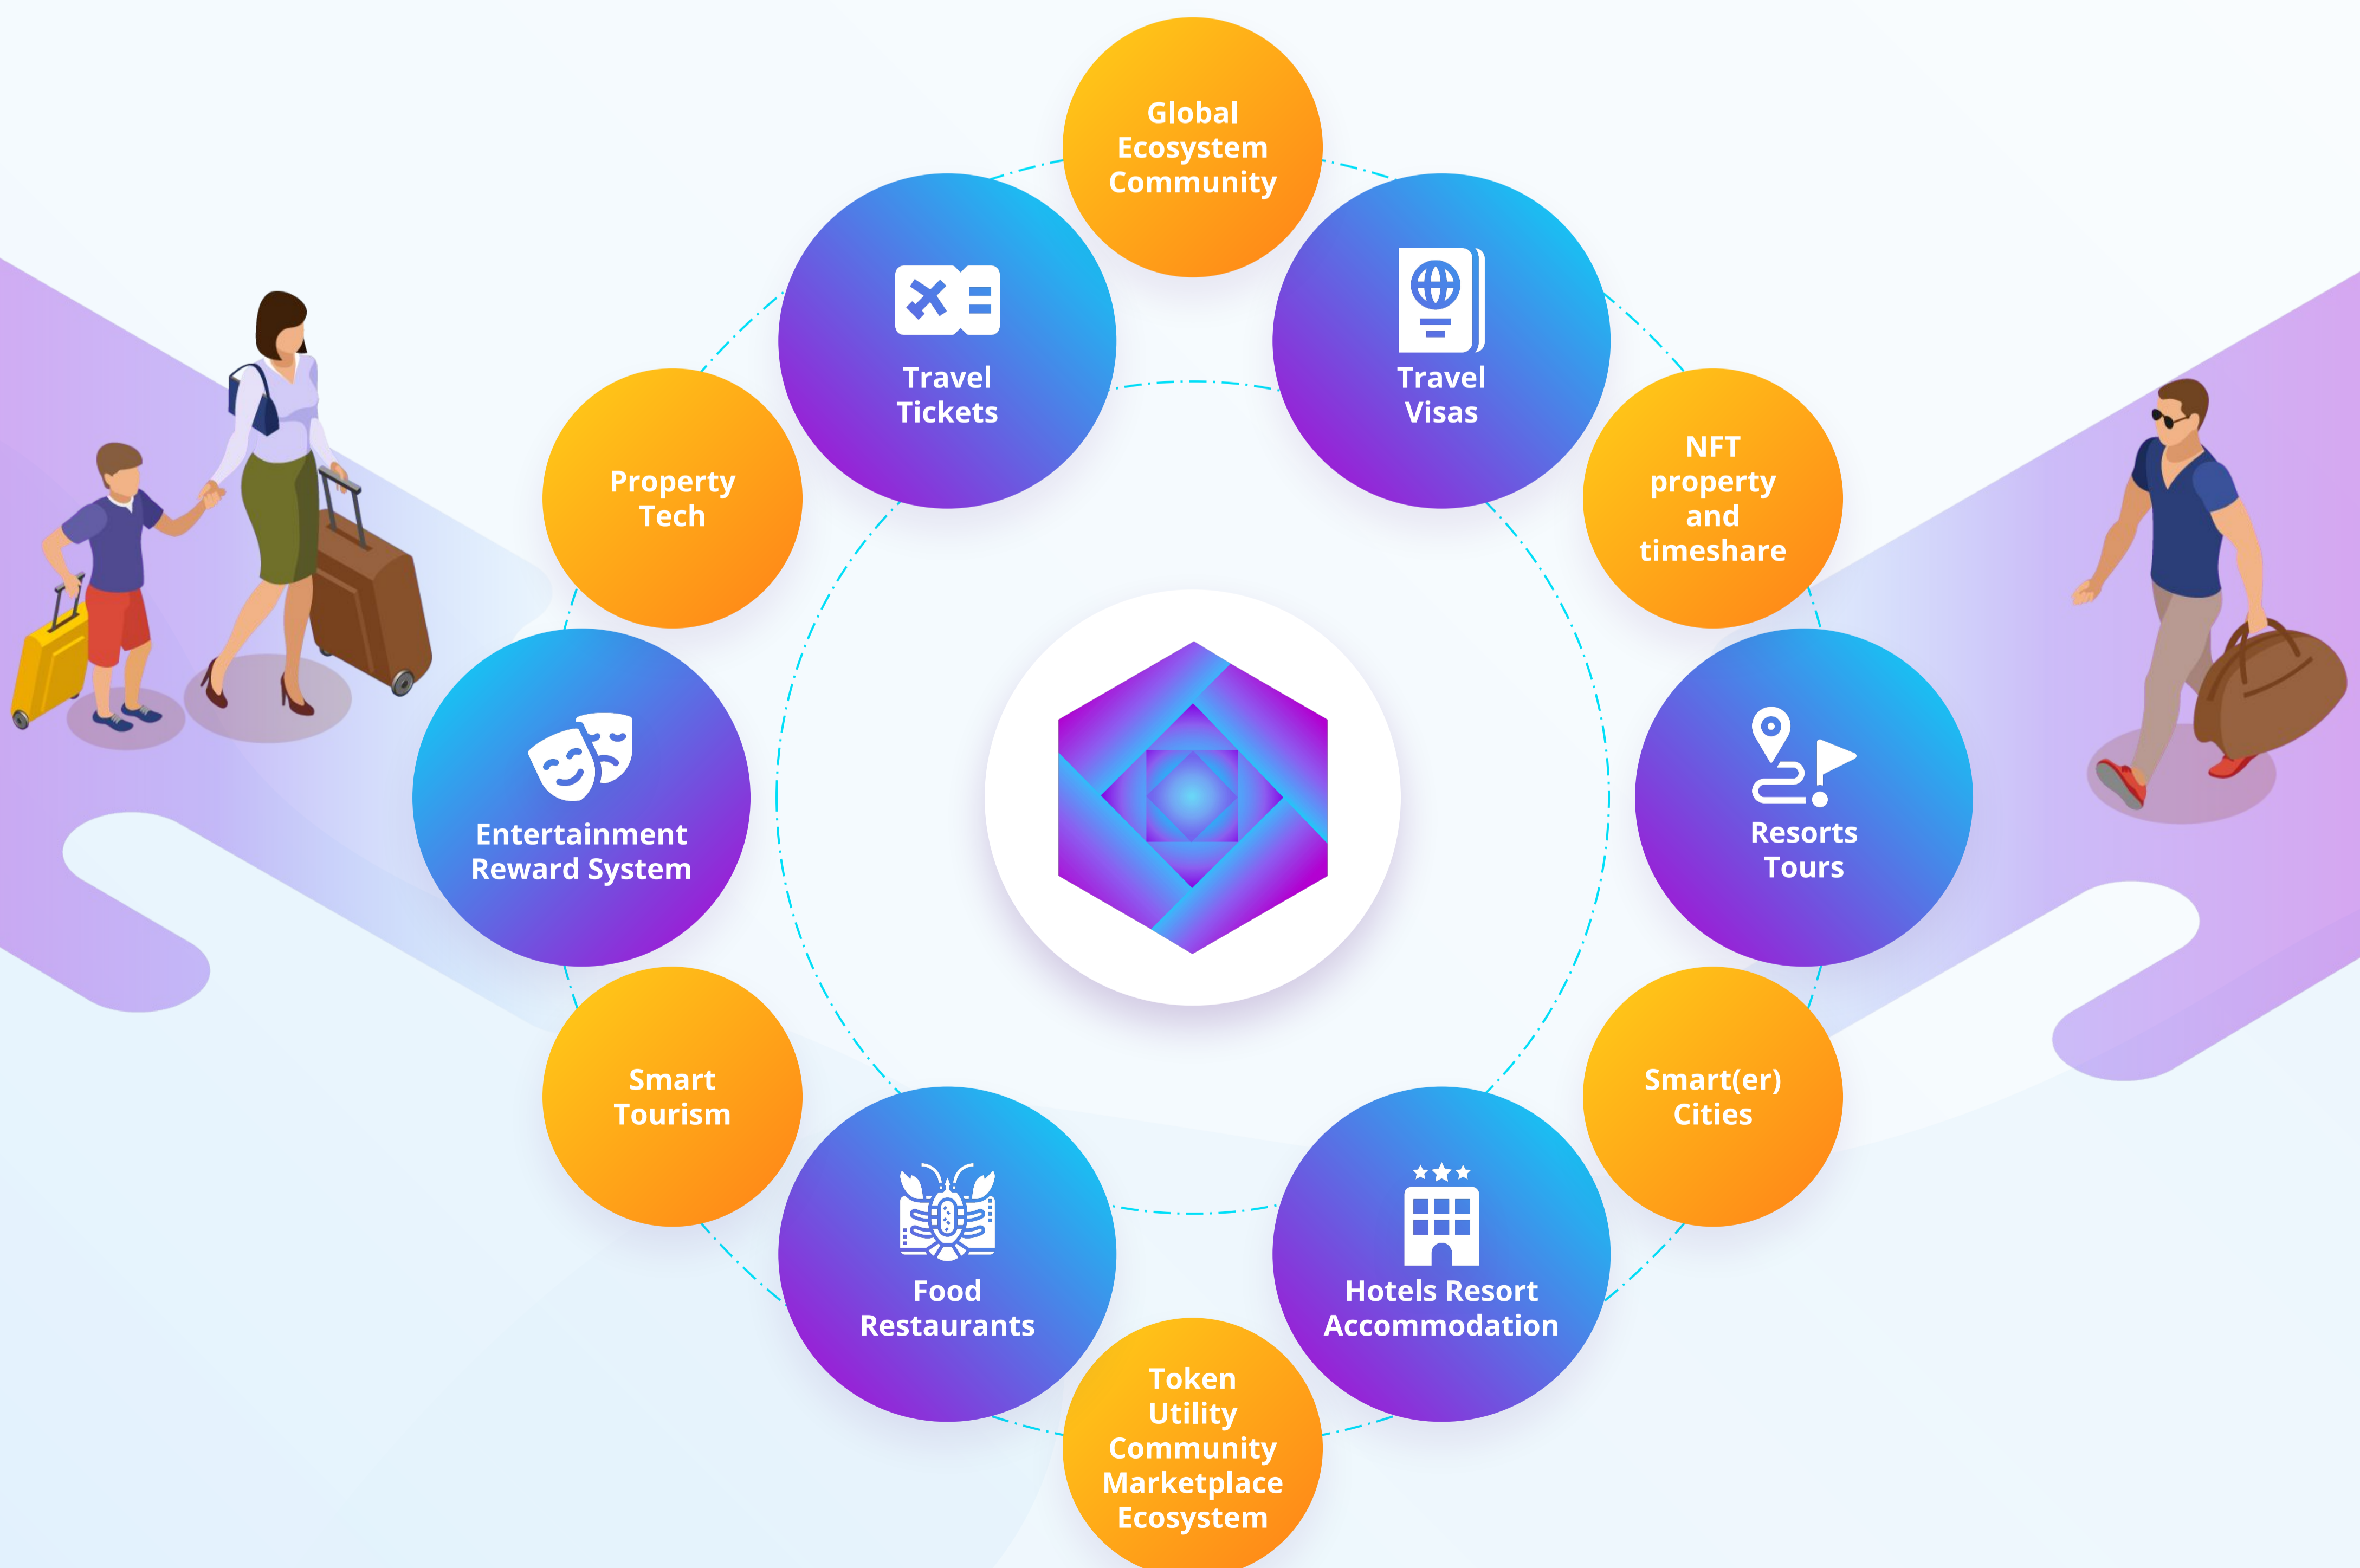 Global
Ecosystem
Community
Travel
Tickets
Travel
Visas
Property
Tech
NFT
property
and
timeshare
Entertainment
Reward System
Resorts
Tours
Smart
Tourism
Smart(er)
Cities
Food
Restaurants
Hotels Resort
Accommodation
Token
Utility
Community
Marketplace
Ecosystem